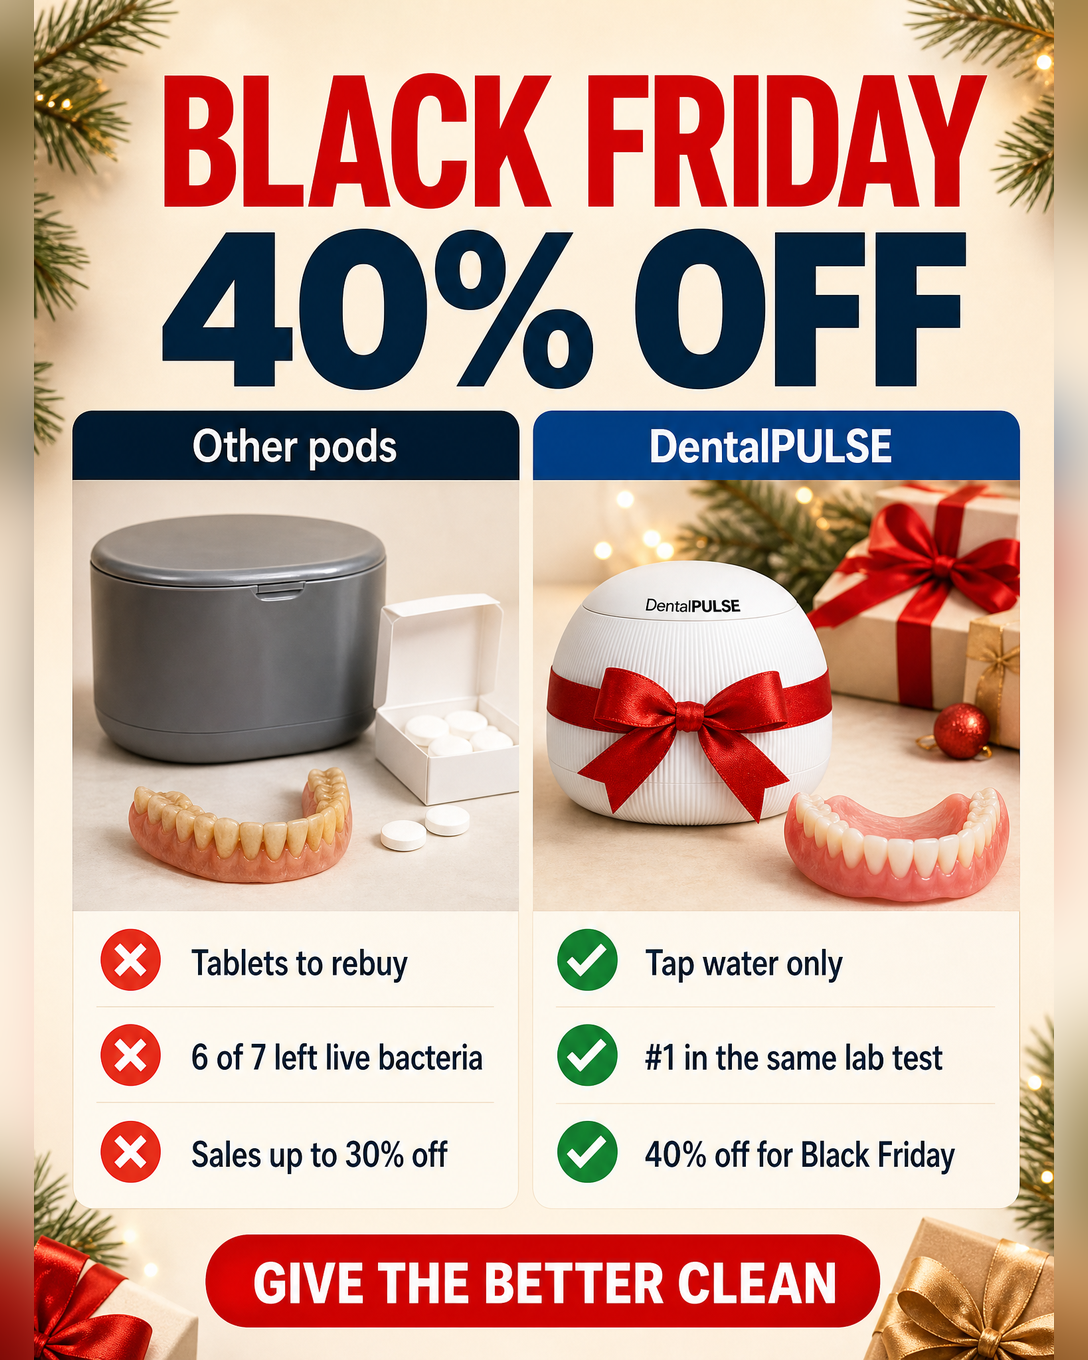 BLACK FRIDAY
40% OFF
Other pods
DentalPULSE
DentalPULSE
Tablets to rebuy
6 of 7 left live bacteria
Sales up to 30% off
Tap water only
#1 in the same lab test
40% off for Black Friday
GIVE THE BETTER CLEAN